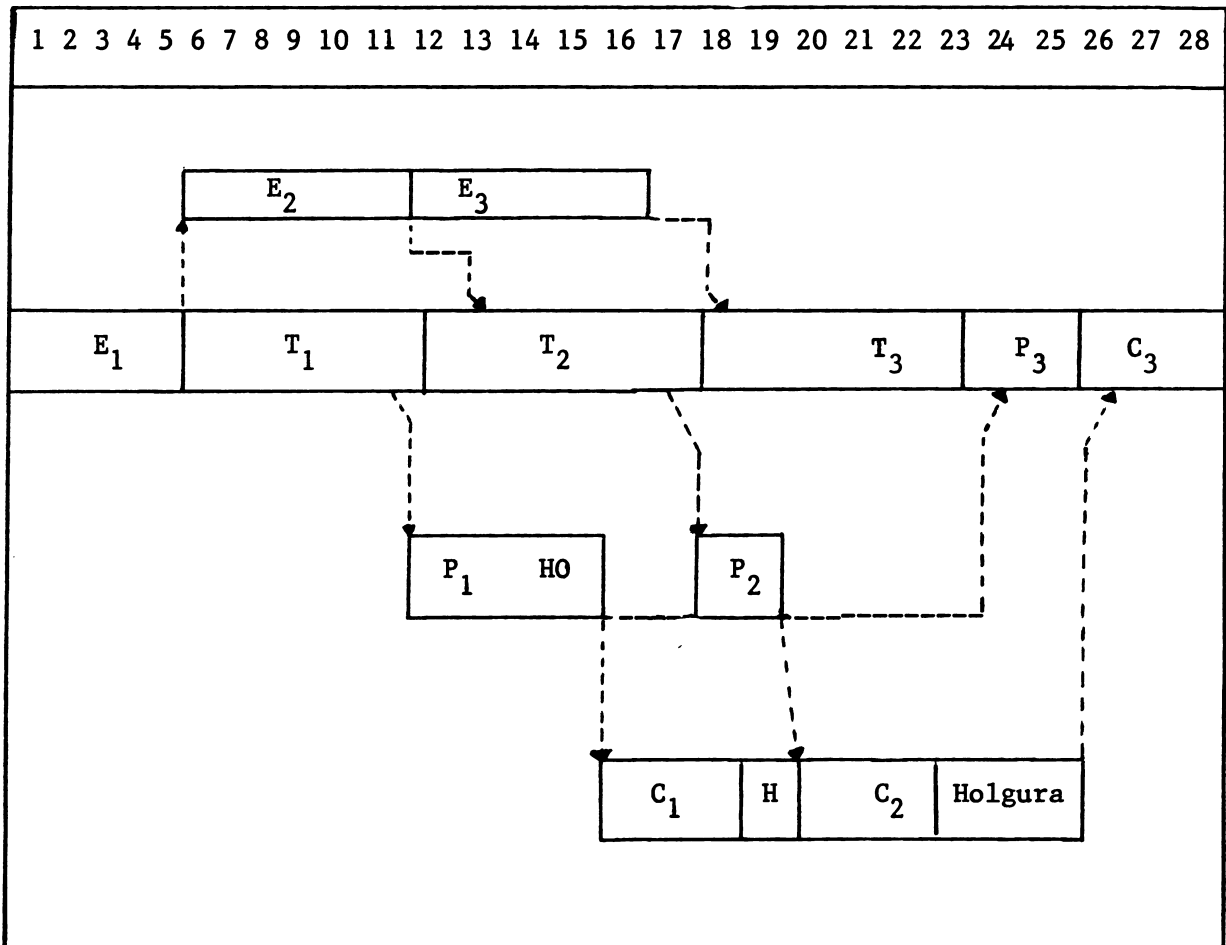 1 2 3 4 5 6 7 8 9 10 11 12 13 14 15 16 17 18 19 20 21 22 23 24 25 26 27 28
E₂ E₃
E₁ T₁ T₂ T₃ P₃ C₃
P₁ HO P₂
C₁ H C₂ Holgura